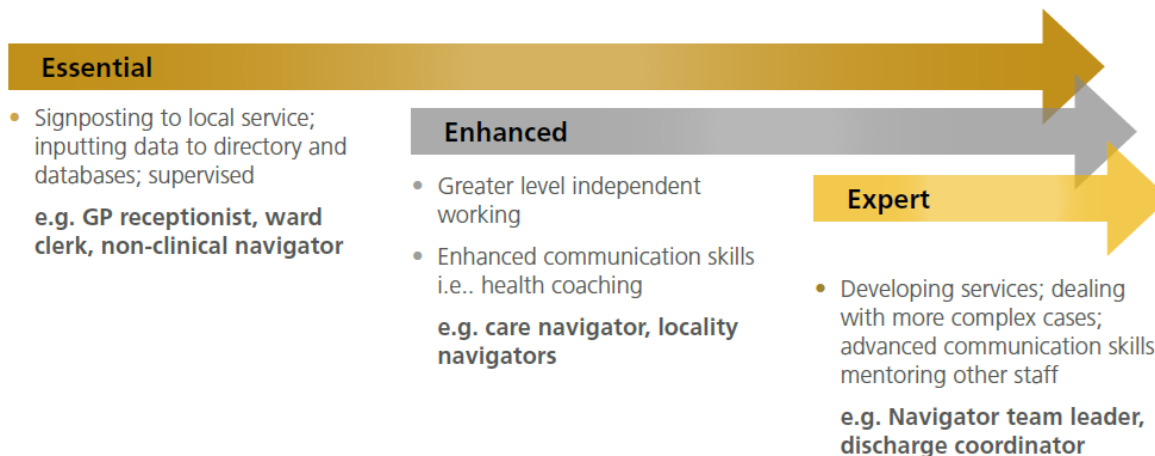 Essential
• Signposting to local service;
inputting data to directory and
databases; supervised
e.g. GP receptionist, ward
clerk, non-clinical navigator
Enhanced
• Greater level independent
working
• Enhanced communication skills
i.e.. health coaching
e.g. care navigator, locality
navigators
Expert
• Developing services; dealing
with more complex cases;
advanced communication skills
mentoring other staff
e.g. Navigator team leader,
discharge coordinator